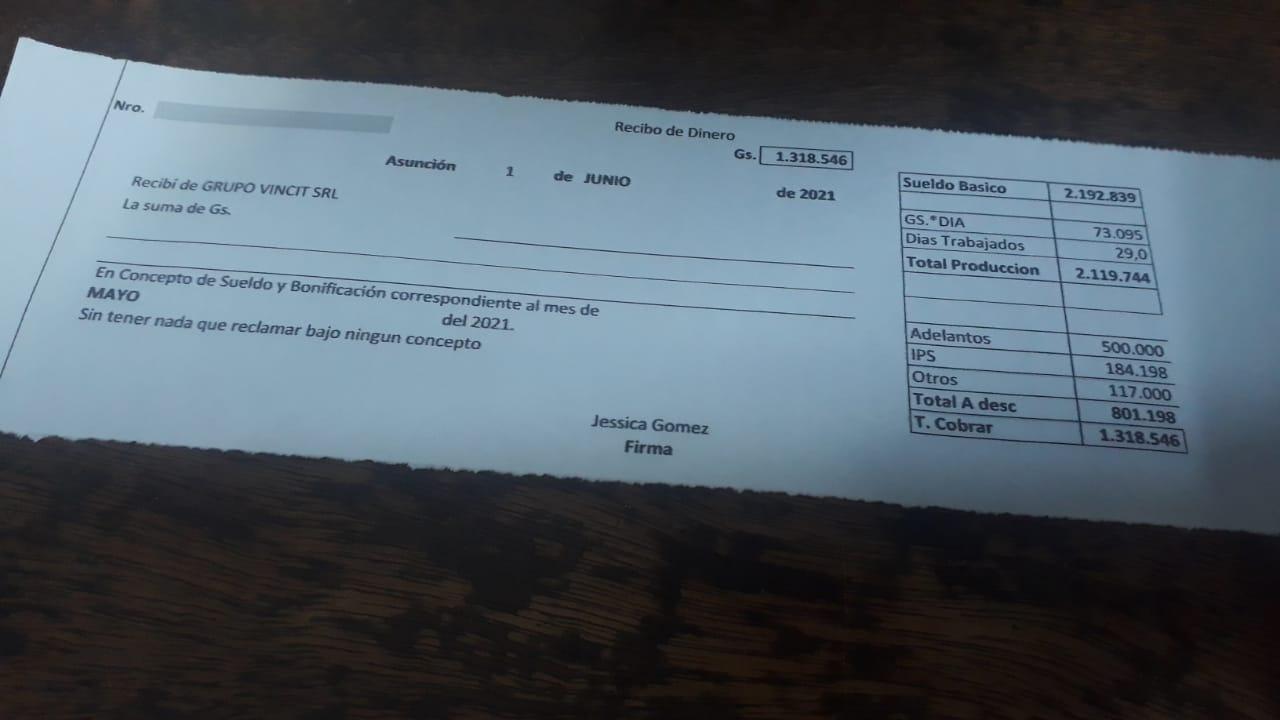 Nro.
Recibo de Dinero
Gs. 1.318.546
Asunción 1 de JUNIO de 2021
Recibí de GRUPO VINCIT SRL
La suma de Gs.
En Concepto de Sueldo y Bonificación correspondiente al mes de
MAYO del 2021.
Sin tener nada que reclamar bajo ningun concepto
Jessica Gomez
Firma
Sueldo Basico 2.192.839
GS.*DIA 73.095
Dias Trabajados 29,0
Total Produccion 2.119.744
Adelantos 500.000
IPS 184.198
Otros 117.000
Total A desc 801.198
T. Cobrar 1.318.546